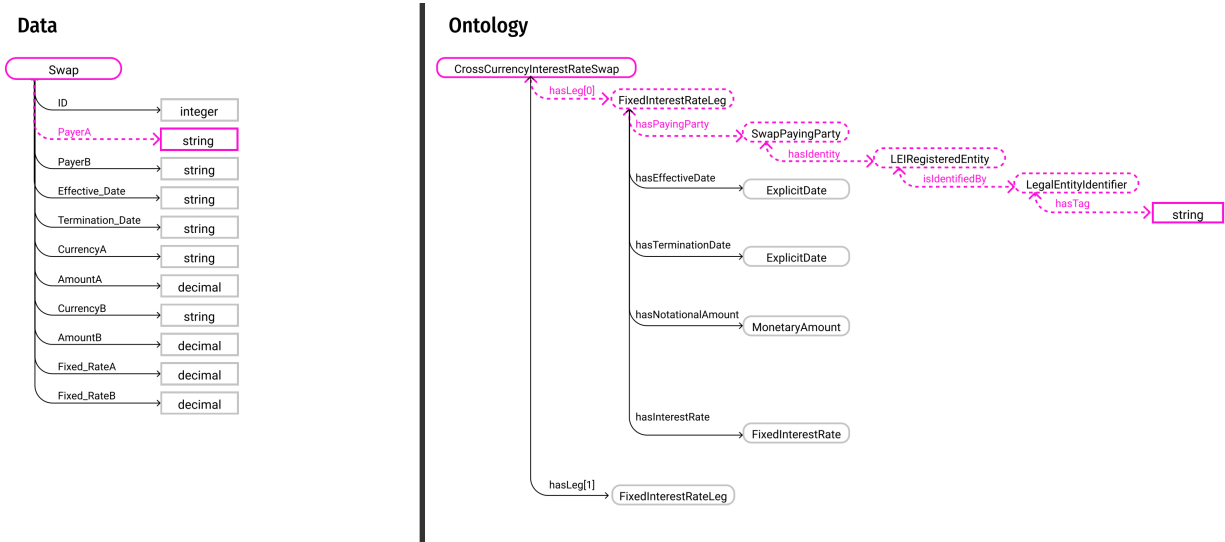 Data
Swap
ID
integer
PayerA
string
PayerB
string
Effective_Date
string
Termination_Date
string
CurrencyA
string
AmountA
decimal
CurrencyB
string
AmountB
decimal
Fixed_RateA
decimal
Fixed_RateB
decimal
Ontology
CrossCurrencyInterestRateSwap
hasLeg[0]
FixedInterestRateLeg
hasPayingParty
SwapPayingParty
hasIdentity
LEIRegisteredEntity
isIdentifiedBy
LegalEntityIdentifier
hasTag
string
hasEffectiveDate
ExplicitDate
hasTerminationDate
ExplicitDate
hasNotationalAmount
MonetaryAmount
hasInterestRate
FixedInterestRate
hasLeg[1]
FixedInterestRateLeg